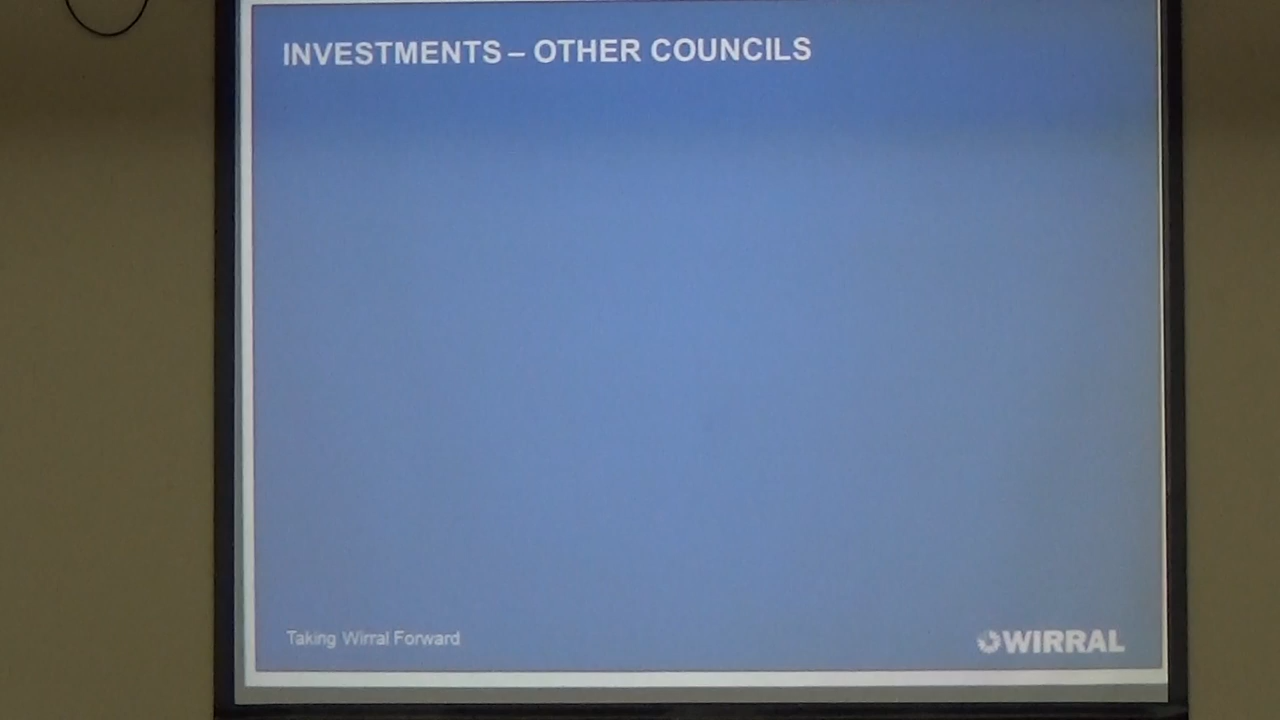 INVESTMENTS – OTHER COUNCILS
Taking Wirral Forward
WIRRAL